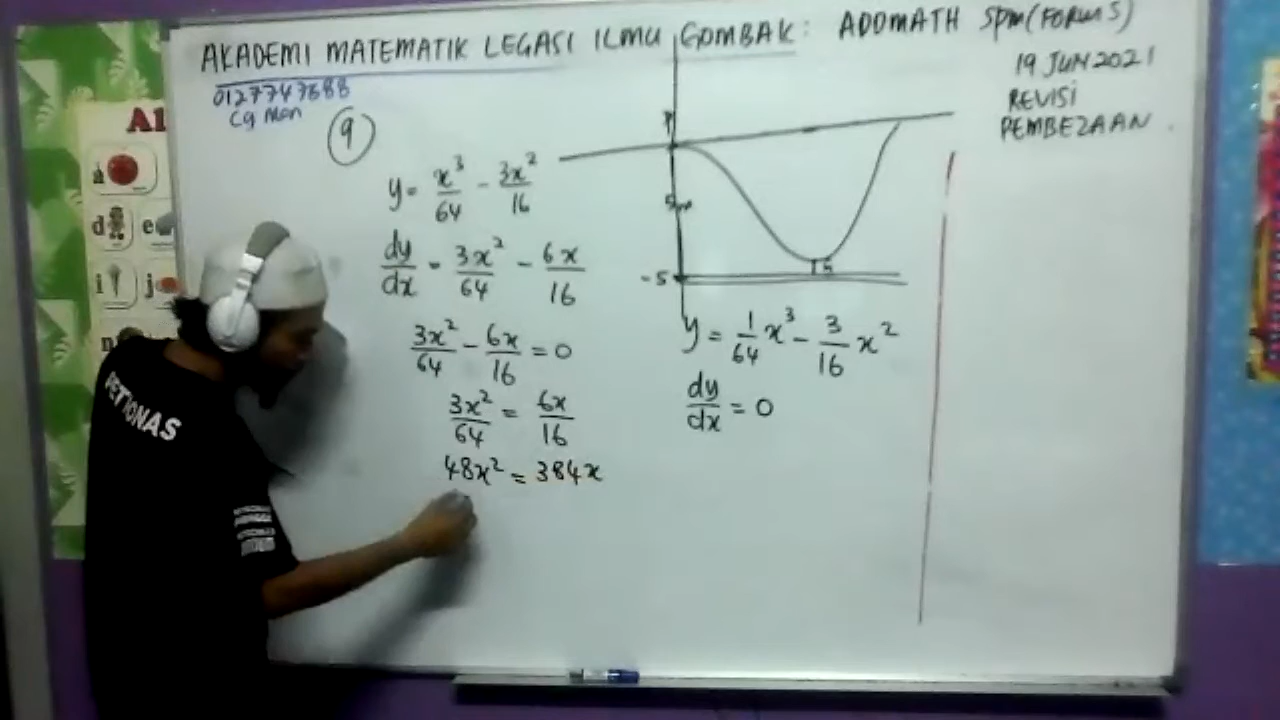 AKADEMI MATEMATIK LEGASI ILMU GOMBAK: ADDMATH SPM (FORM 5)
0127747688
Cg Man
19 JUN 2021
REVISI
PEMBEZAAN
9
y = x³/64 - 3x²/16
dy/dx = 3x²/64 - 6x/16
3x²/64 - 6x/16 = 0
3x²/64 = 6x/16
48x² = 384x
P
-5
h
y = 1/64 x³ - 3/16 x²
dy/dx = 0
A1
a
d
e
i
j
n
PETRONAS